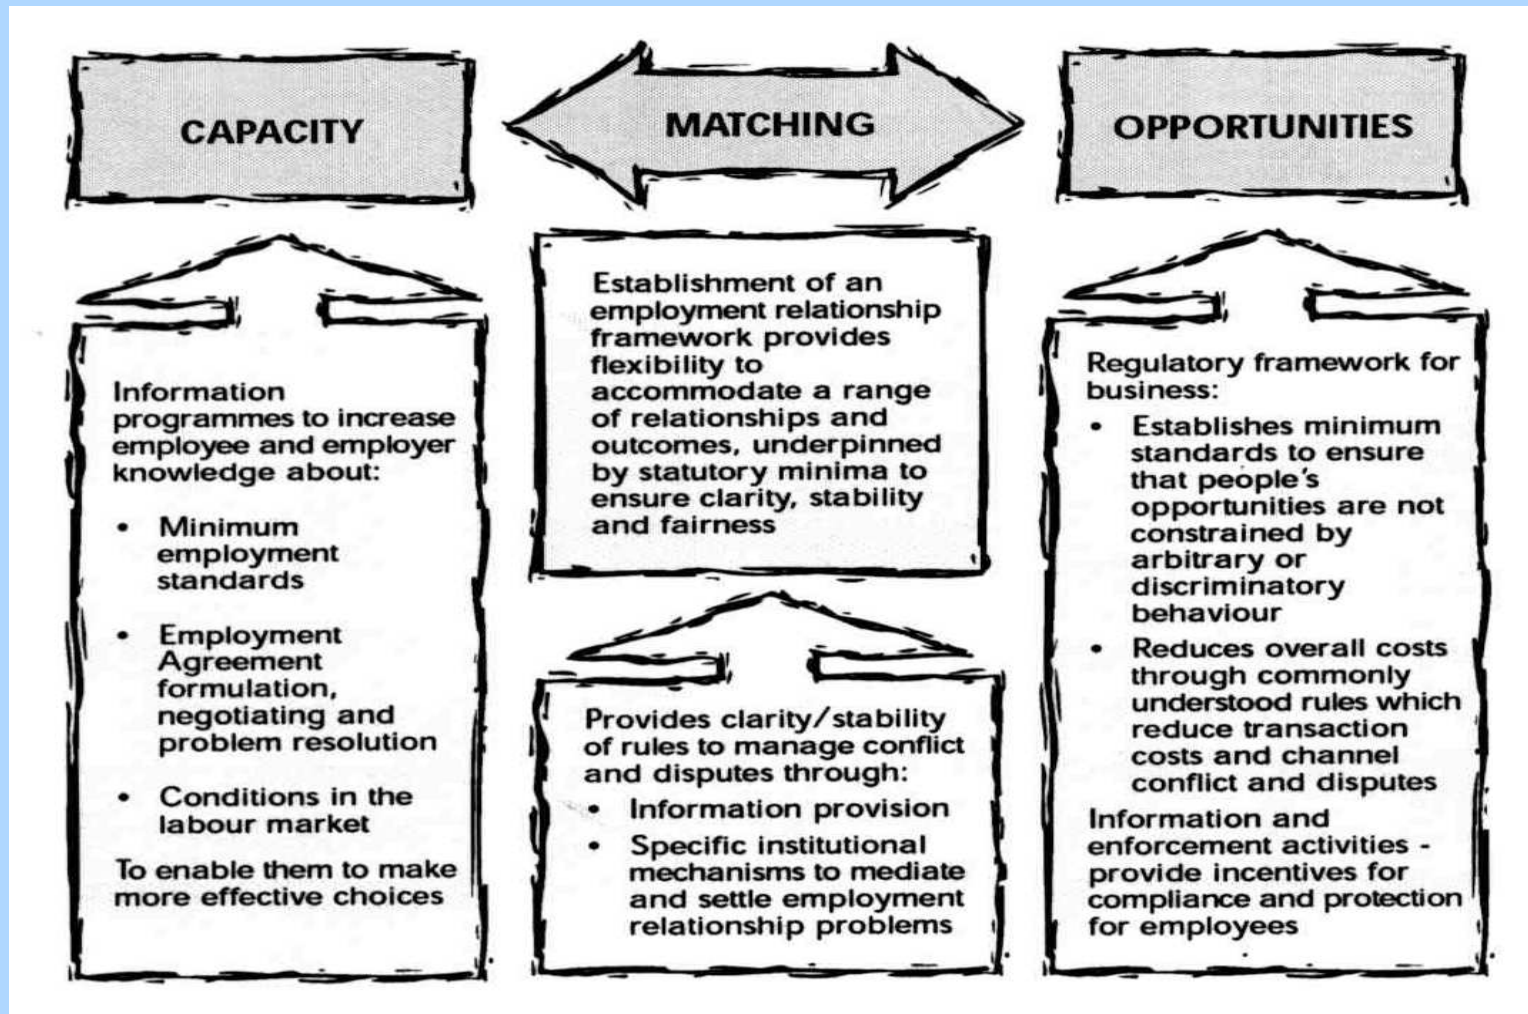 CAPACITY
MATCHING
OPPORTUNITIES
Information
programmes to increase
employee and employer
knowledge about:
• Minimum
employment
standards
• Employment
Agreement
formulation,
negotiating and
problem resolution
• Conditions in the
labour market
To enable them to make
more effective choices
Establishment of an
employment relationship
framework provides
flexibility to
accommodate a range
of relationships and
outcomes, underpinned
by statutory minima to
ensure clarity, stability
and fairness
Provides clarity/stability
of rules to manage conflict
and disputes through:
• Information provision
• Specific institutional
mechanisms to mediate
and settle employment
relationship problems
Regulatory framework for
business:
• Establishes minimum
standards to ensure
that people's
opportunities are not
constrained by
arbitrary or
discriminatory
behaviour
• Reduces overall costs
through commonly
understood rules which
reduce transaction
costs and channel
conflict and disputes
Information and
enforcement activities -
provide incentives for
compliance and protection
for employees